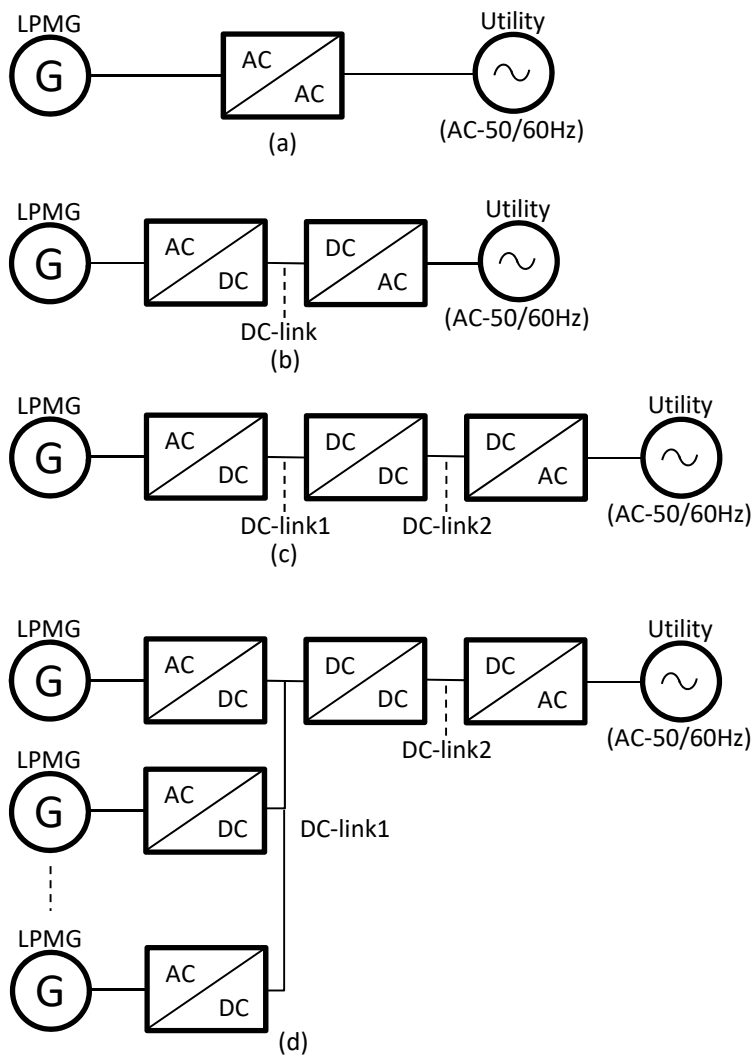 LPMG
Utility
G
AC
AC
(AC-50/60Hz)
(a)
LPMG
Utility
G
AC
DC
DC
AC
DC-link
(AC-50/60Hz)
(b)
LPMG
Utility
G
AC
DC
DC
DC
DC
AC
DC-link1
DC-link2
(AC-50/60Hz)
(c)
LPMG
Utility
G
AC
DC
DC
DC
DC
AC
DC-link2
(AC-50/60Hz)
LPMG
G
AC
DC
DC-link1
LPMG
G
AC
DC
(d)